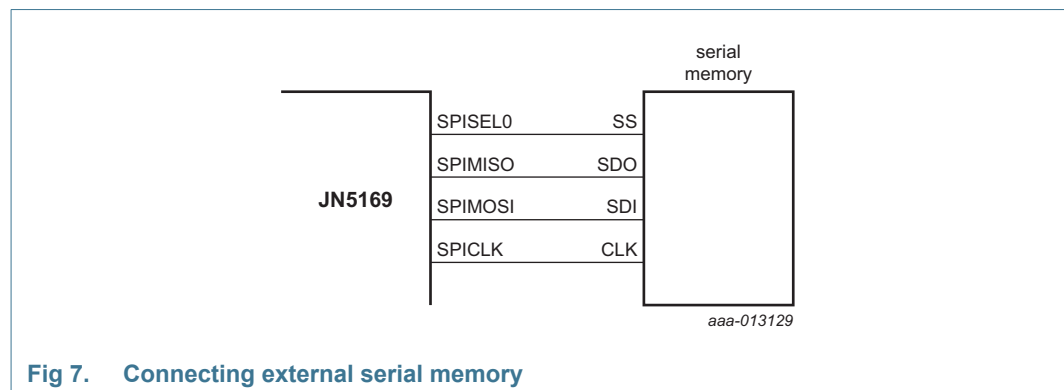 serial
memory
SPISEL0 SS
SPIMISO SDO
JN5169
SPIMOSI SDI
SPICLK CLK
aaa-013129
Fig 7. Connecting external serial memory